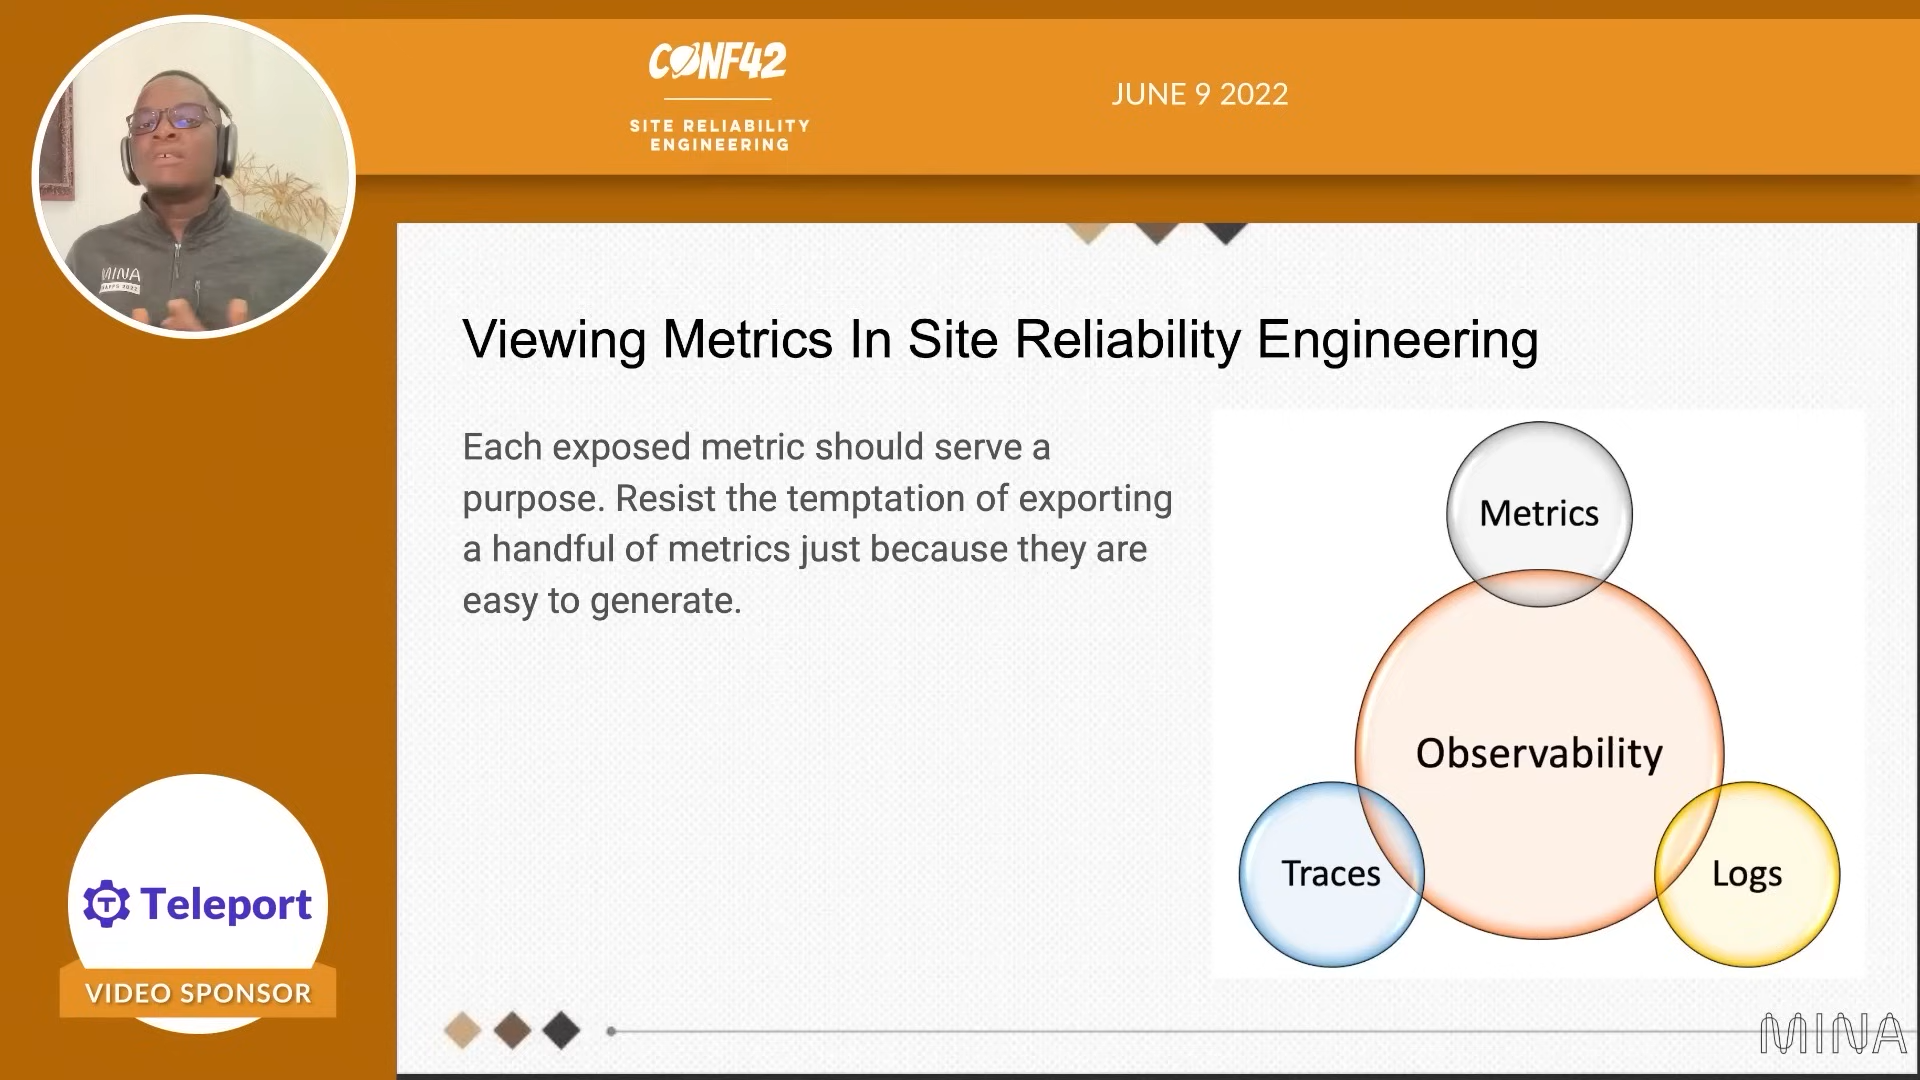 CONF42
SITE RELIABILITY
ENGINEERING
JUNE 9 2022
MINA
Viewing Metrics In Site Reliability Engineering
Each exposed metric should serve a
purpose. Resist the temptation of exporting
a handful of metrics just because they are
easy to generate.
Metrics
Observability
Traces
Logs
Teleport
VIDEO SPONSOR
MINA